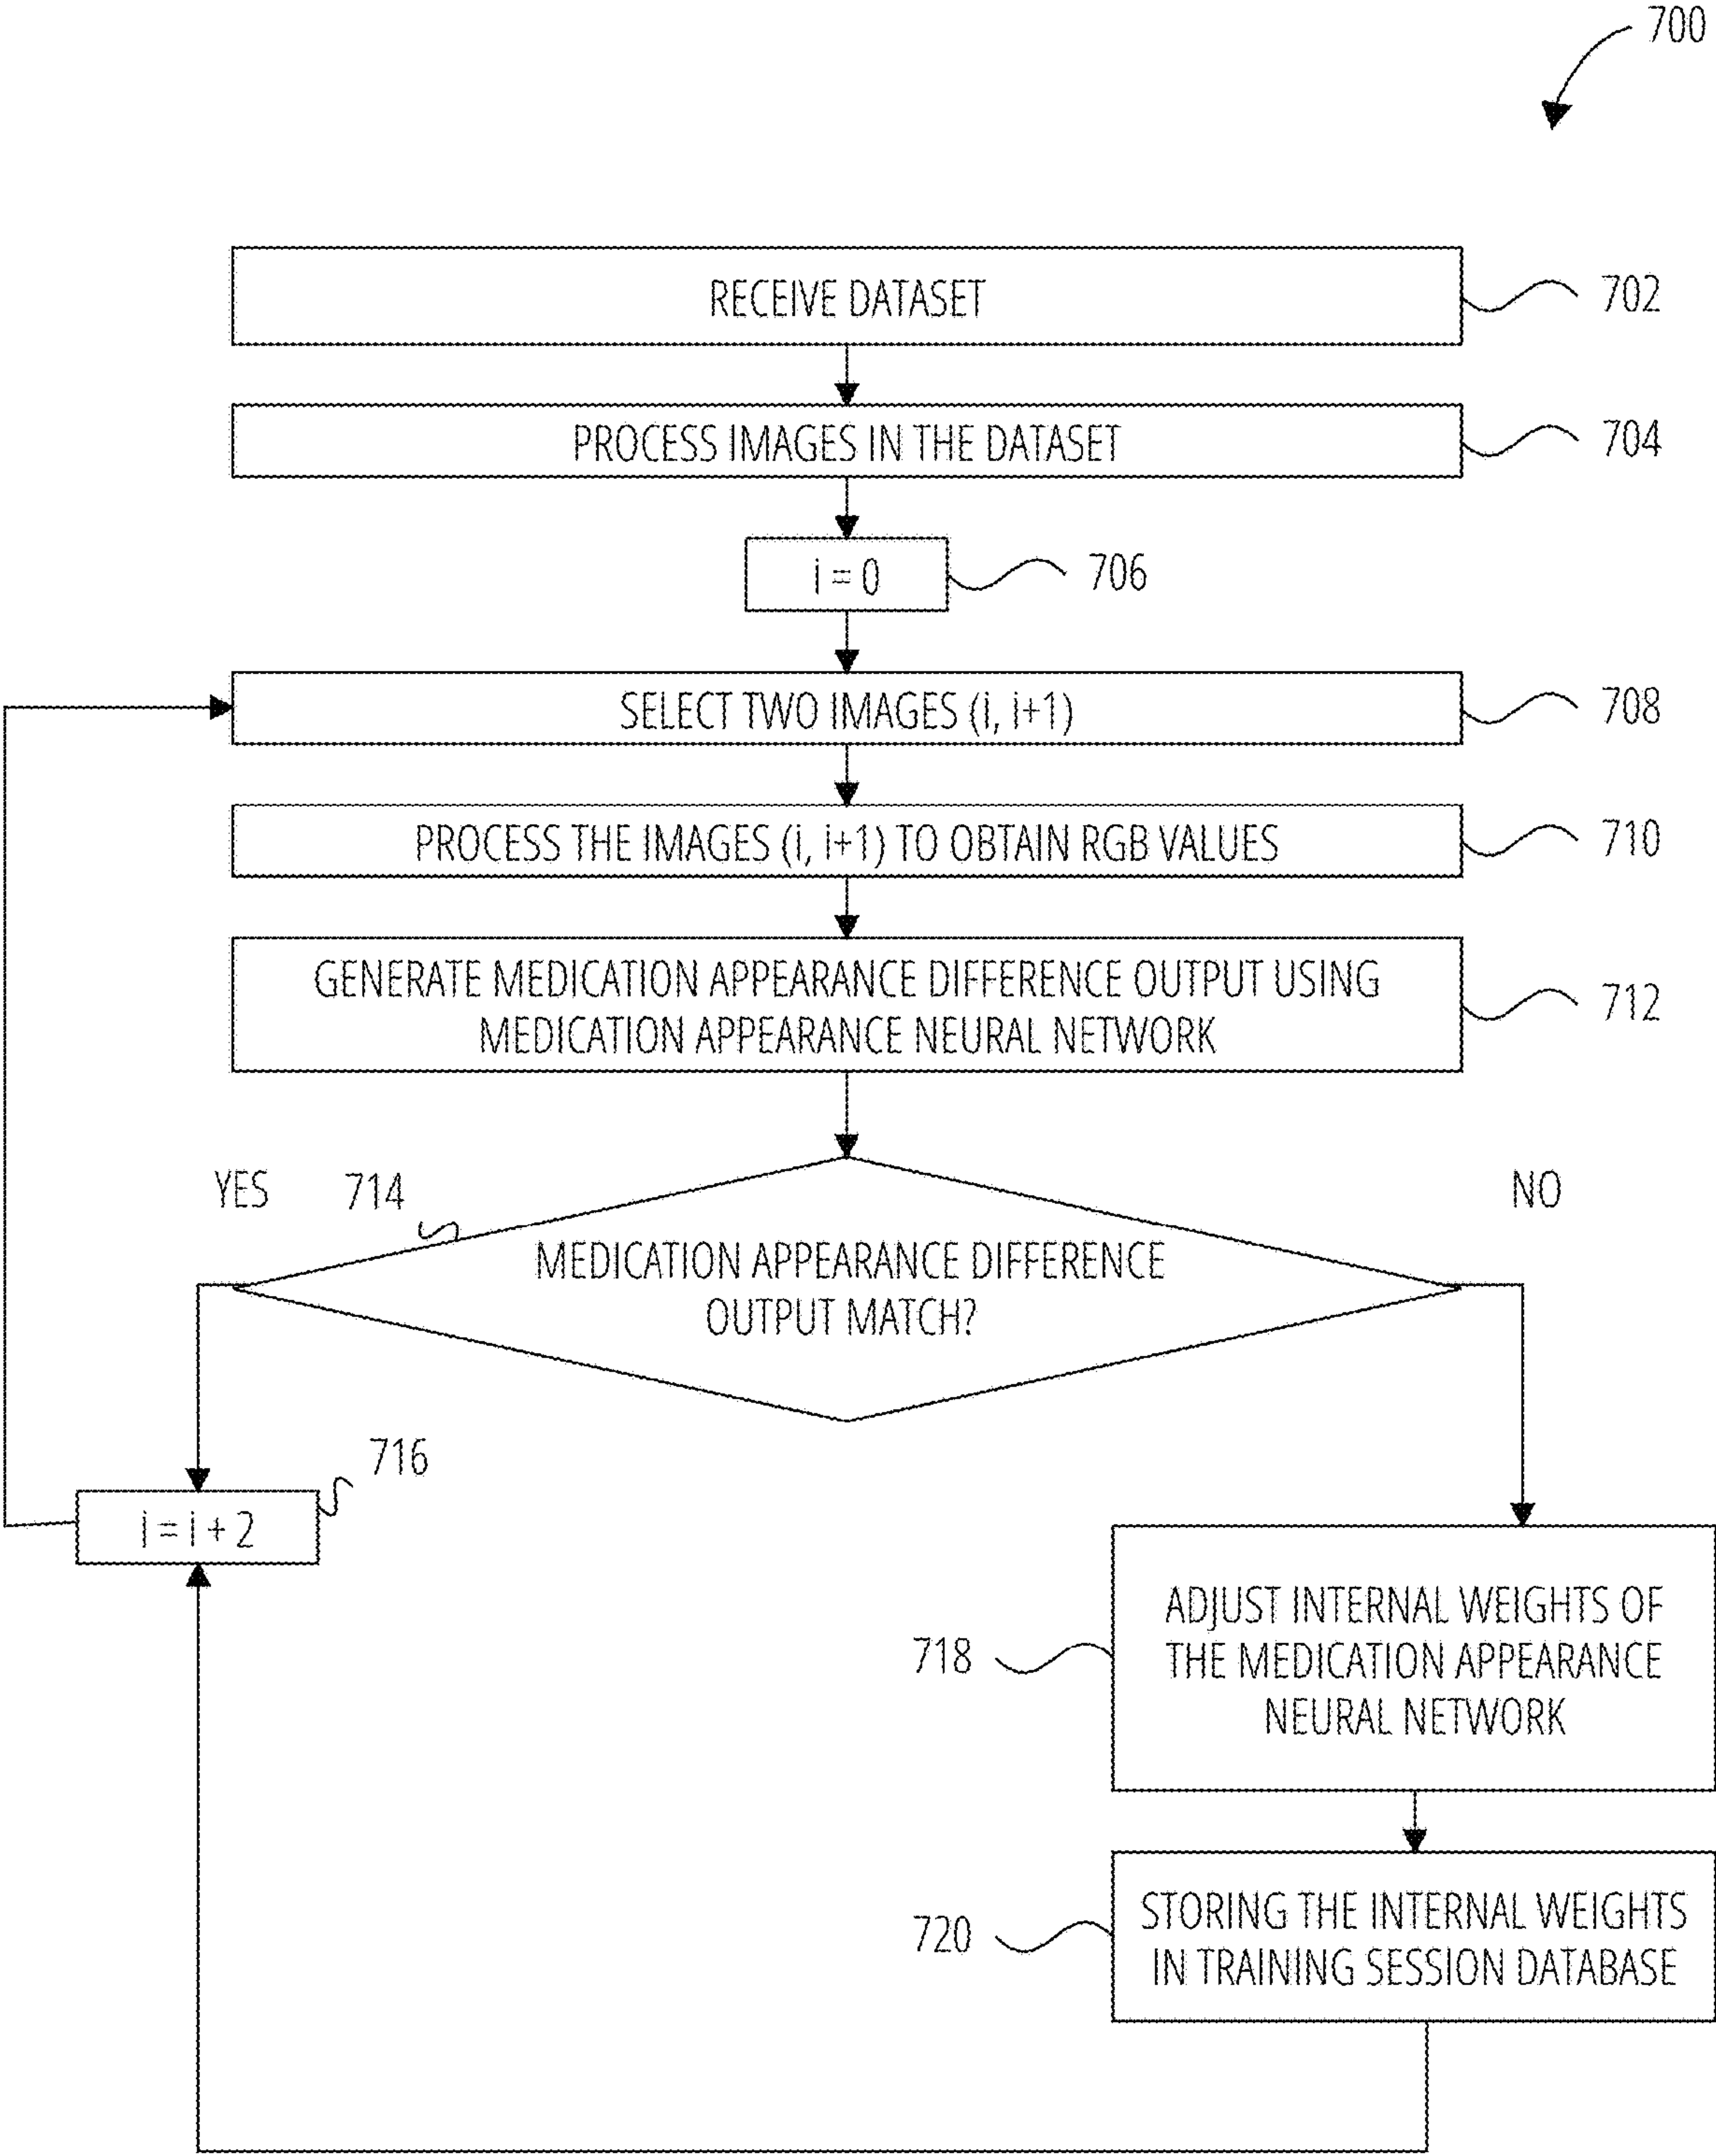 700
RECEIVE DATASET
702
PROCESS IMAGES IN THE DATASET
704
i = 0
706
SELECT TWO IMAGES (i, i+1)
708
PROCESS THE IMAGES (i, i+1) TO OBTAIN RGB VALUES
710
GENERATE MEDICATION APPEARANCE DIFFERENCE OUTPUT USING
MEDICATION APPEARANCE NEURAL NETWORK
712
YES
714
NO
MEDICATION APPEARANCE DIFFERENCE
OUTPUT MATCH?
716
i = i + 2
ADJUST INTERNAL WEIGHTS OF
THE MEDICATION APPEARANCE
NEURAL NETWORK
718
STORING THE INTERNAL WEIGHTS
IN TRAINING SESSION DATABASE
720